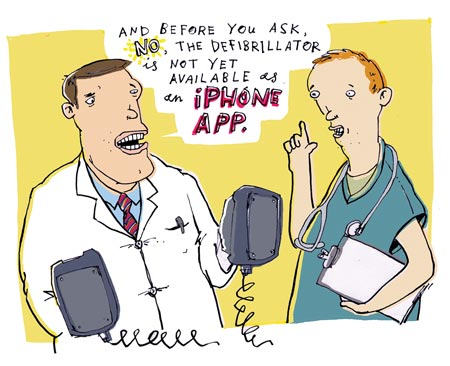 AND BEFORE YOU ASK,
NO, THE DEFIBRILLATOR
iS NOT YET
AVAILABLE as
an iPHONE
APP.